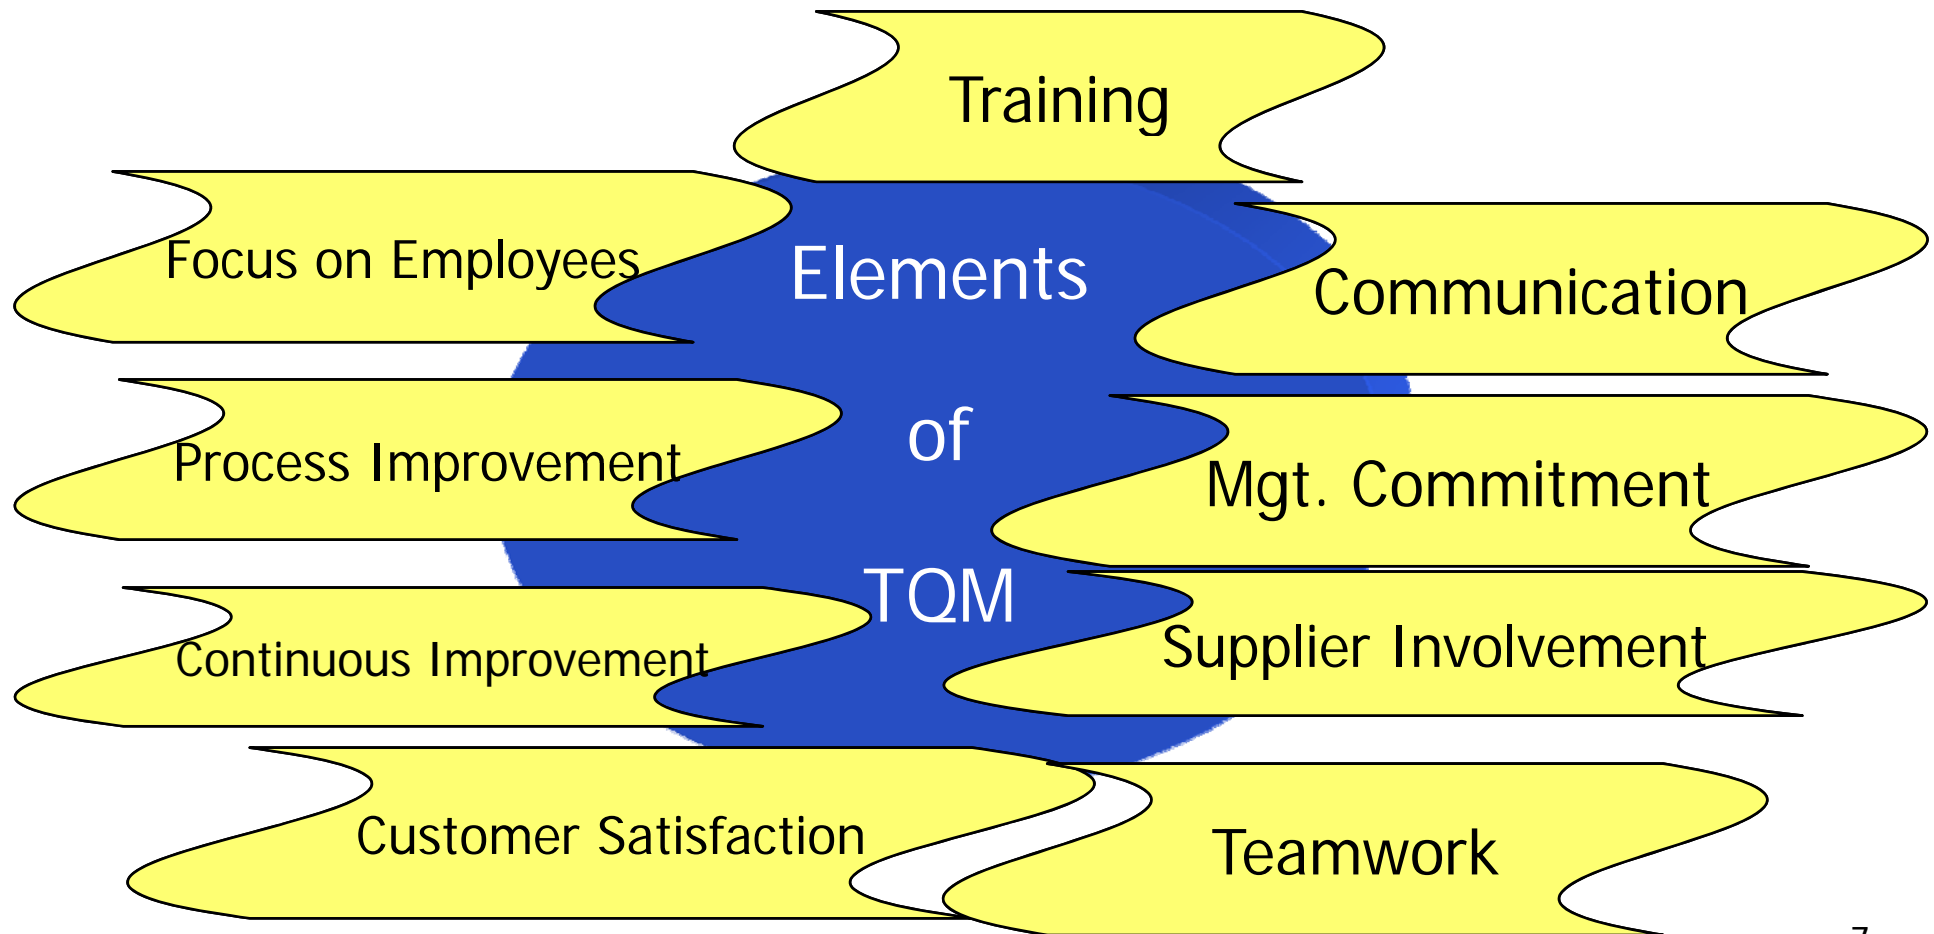 Training
Focus on Employees
Elements
Communication
of
Process Improvement
Mgt. Commitment
TQM
Continuous Improvement
Supplier Involvement
Customer Satisfaction
Teamwork
7